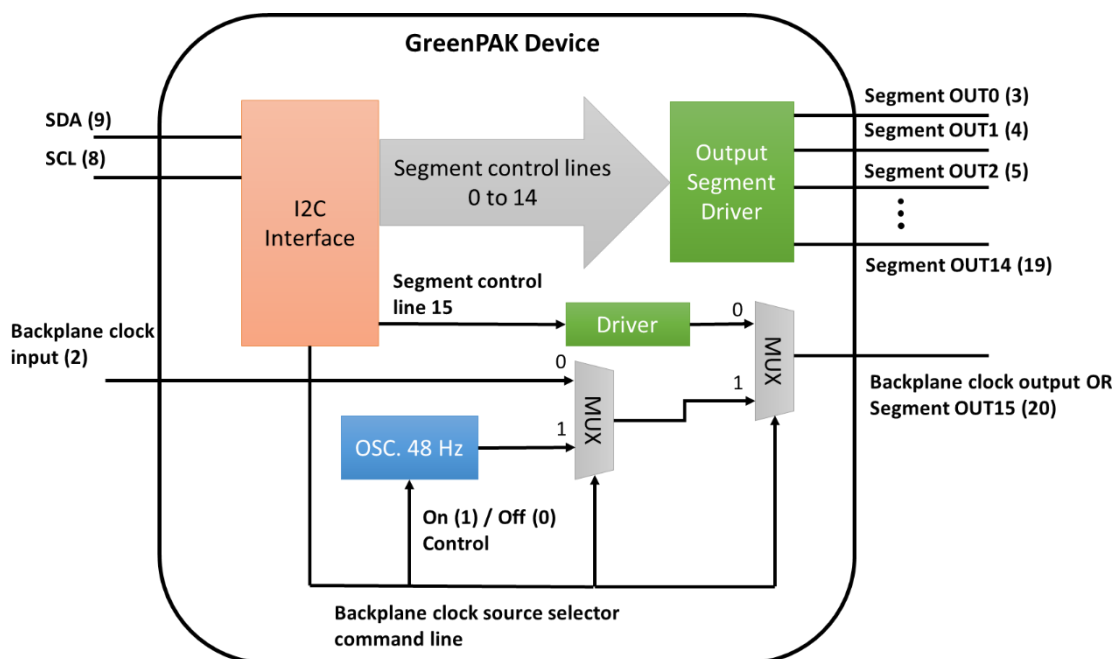 GreenPAK Device
SDA (9)
SCL (8)
I2C
Interface
Segment control lines
0 to 14
Output
Segment
Driver
Segment OUT0 (3)
Segment OUT1 (4)
Segment OUT2 (5)
Segment OUT14 (19)
Segment control
line 15
Driver
0
MUX
1
Backplane clock
input (2)
0
MUX
1
OSC. 48 Hz
Backplane clock output OR
Segment OUT15 (20)
On (1) / Off (0)
Control
Backplane clock source selector
command line